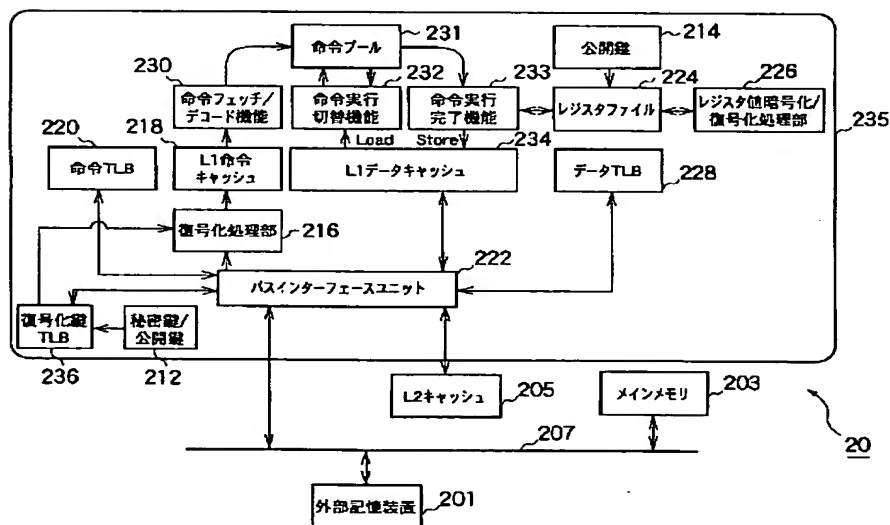 231
命令プール
214
公開鍵
230
232
233
224
226
命令フェッチ/
デコード機能
命令実行
切替機能
命令実行
完了機能
レジスタファイル
レジスタ値暗号化/
復号化処理部
235
220
218
Load
Store
234
命令TLB
L1命令
キャッシュ
L1データキャッシュ
データTLB
228
復号化処理部
216
222
バスインターフェースユニット
復号化鍵
TLB
秘密鍵/
公開鍵
236
212
L2キャッシュ
205
メインメモリ
203
207
20
外部記憶装置
201